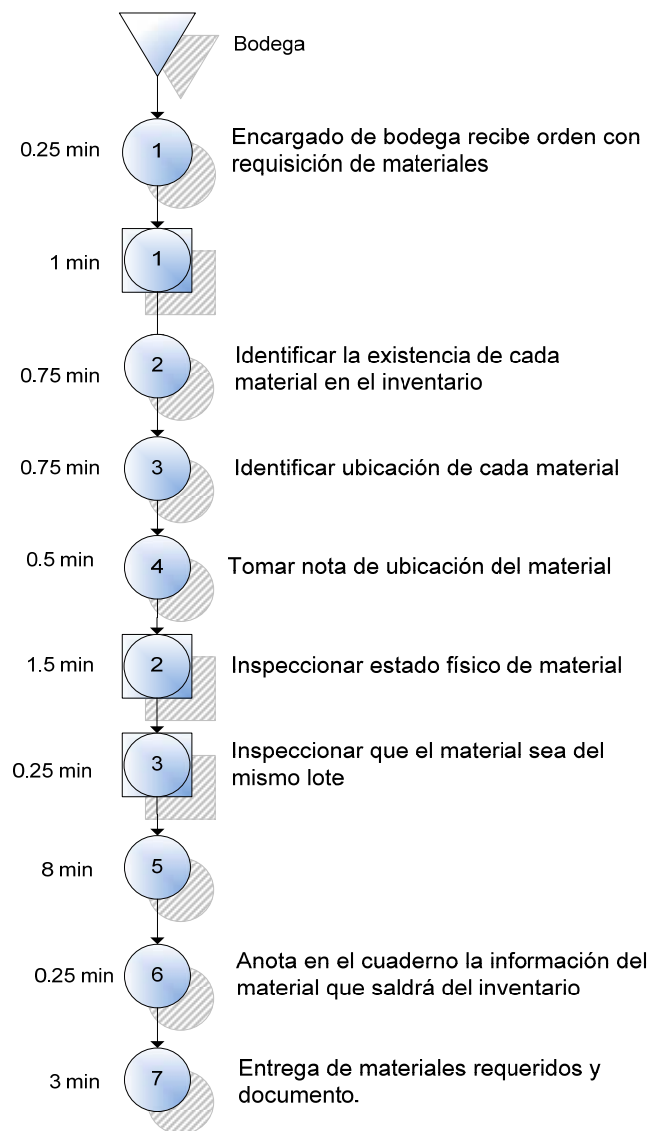 Bodega
0.25 min
1
Encargado de bodega recibe orden con
requisición de materiales
1 min
1
0.75 min
2
Identificar la existencia de cada
material en el inventario
0.75 min
3
Identificar ubicación de cada material
0.5 min
4
Tomar nota de ubicación del material
1.5 min
2
Inspeccionar estado físico de material
0.25 min
3
Inspeccionar que el material sea del
mismo lote
8 min
5
0.25 min
6
Anota en el cuaderno la información del
material que saldrá del inventario
3 min
7
Entrega de materiales requeridos y
documento.